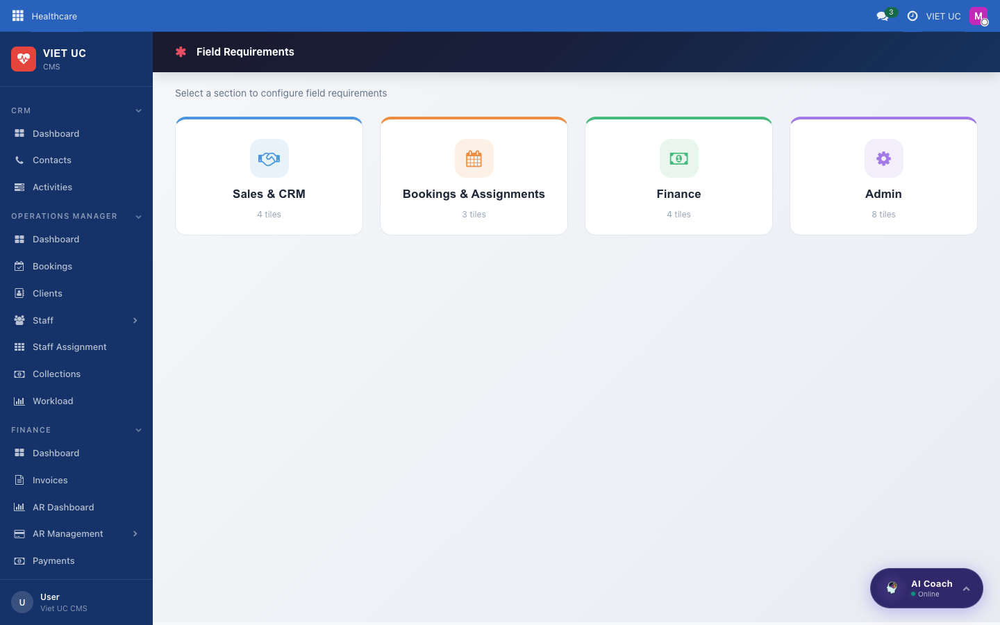 Healthcare
3
VIET UC
M
VIET UC
CMS
CRM
Dashboard
Contacts
Activities
OPERATIONS MANAGER
Dashboard
Bookings
Clients
Staff
Staff Assignment
Collections
Workload
FINANCE
Dashboard
Invoices
AR Dashboard
AR Management
Payments
U
User
Viet UC CMS
Field Requirements
Select a section to configure field requirements
Sales & CRM
4 tiles
Bookings & Assignments
3 tiles
1
Finance
4 tiles
Admin
8 tiles
AI Coach
Online